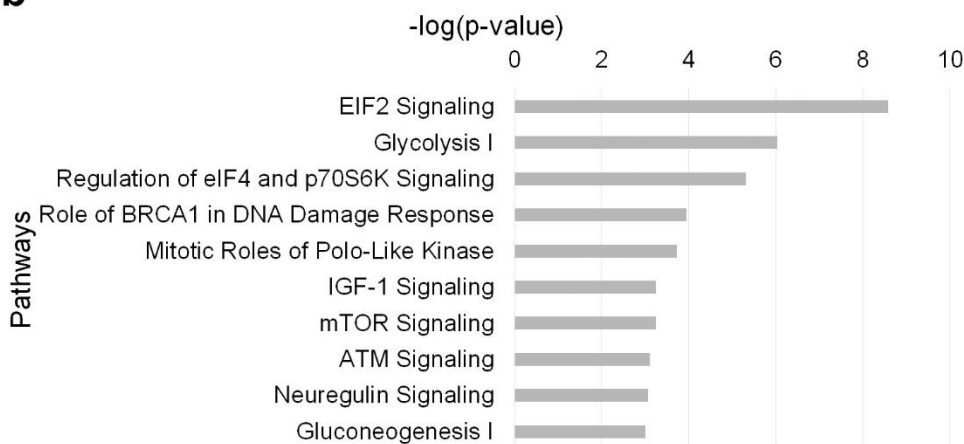 b
-log(p-value)
0 2 4 6 8 10
EIF2 Signaling
Glycolysis I
Regulation of eIF4 and p70S6K Signaling
Role of BRCA1 in DNA Damage Response
Mitotic Roles of Polo-Like Kinase
IGF-1 Signaling
mTOR Signaling
ATM Signaling
Neuregulin Signaling
Gluconeogenesis I
Pathways